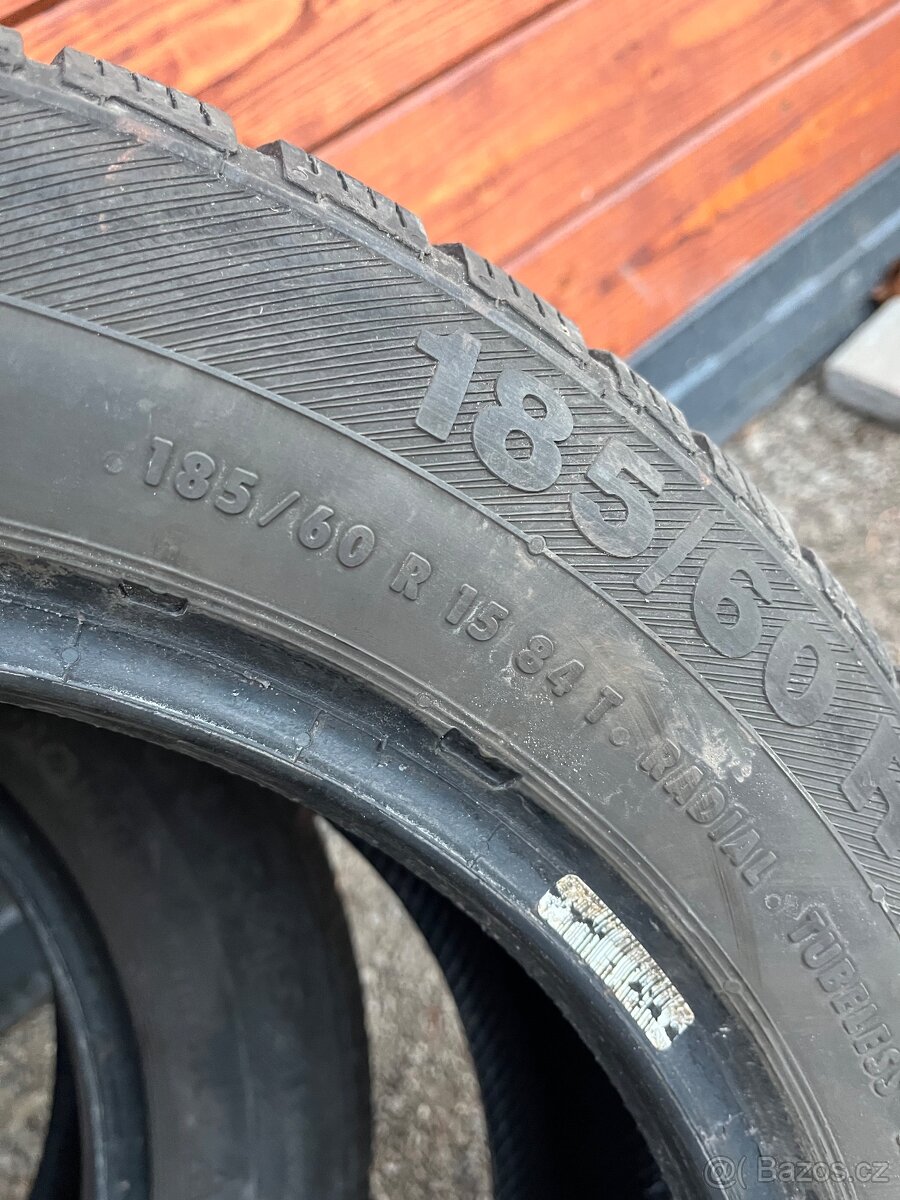 185/60 R
. 185/60 R 15 84 T. RADIAL . TUBELESS
@( Bazos.cz